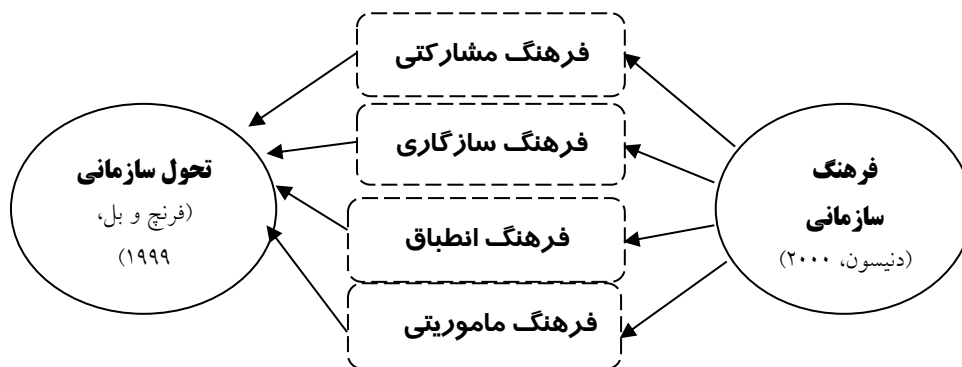 فرهنگ
سازمانی
(دنیسون، ۲۰۰۰)
فرهنگ مشارکتی
فرهنگ سازگاری
فرهنگ انطباق
فرهنگ ماموریتی
تحول سازمانی
(فرنچ و بل،
۱۹۹۹)